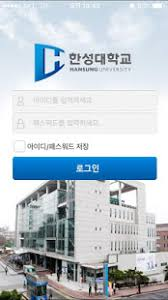 한성대학교
HANSUNG UNIVERSITY
아이디를 입력하세요
패스워드를 입력하세요
아이디/패스워드 저장
로그인